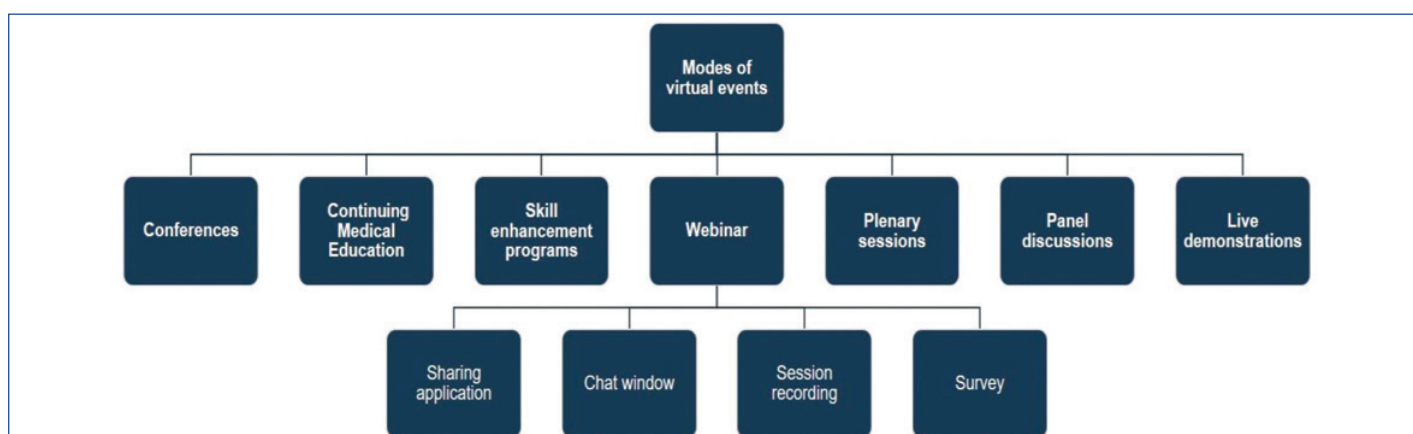 Modes of
virtual events
Conferences
Continuing
Medical
Education
Skill
enhancement
programs
Webinar
Plenary
sessions
Panel
discussions
Live
demonstrations
Sharing
application
Chat window
Session
recording
Survey